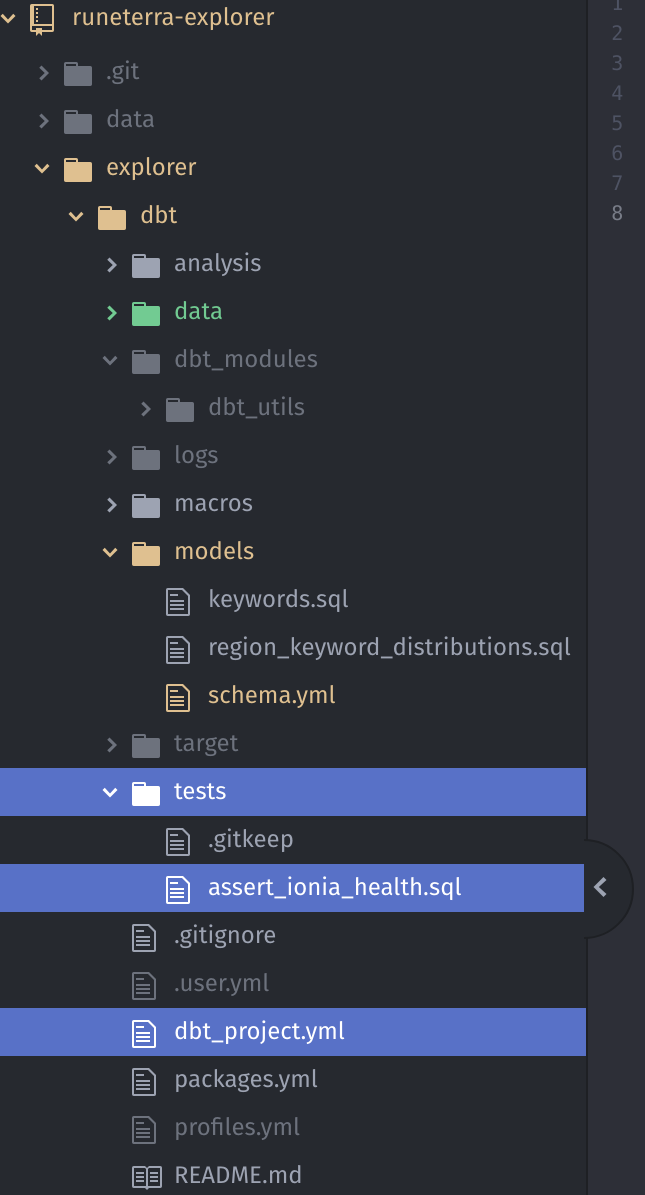 runeterra-explorer
.git
data
explorer
dbt
analysis
data
dbt_modules
dbt_utils
logs
macros
models
keywords.sql
region_keyword_distributions.sql
schema.yml
target
tests
.gitkeep
assert_ionia_health.sql
.gitignore
.user.yml
dbt_project.yml
packages.yml
profiles.yml
README.md
1
2
3
4
5
6
7
8